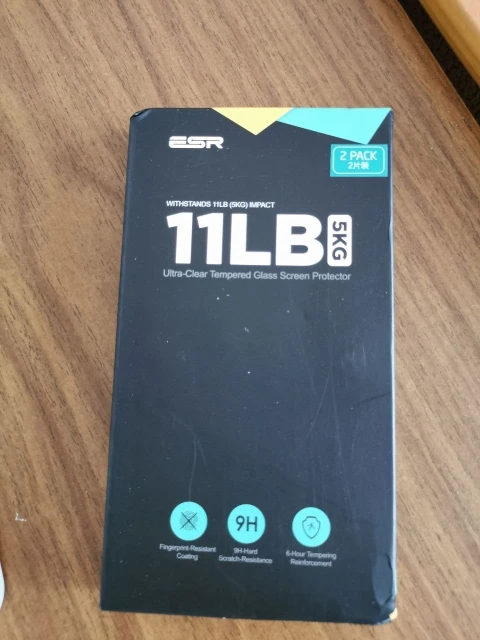 ESR
2 PACK
2片装
WITHSTANDS 11LB (5KG) IMPACT
11LB 5KG
Ultra-Clear Tempered Glass Screen Protector
9H
Fingerprint-Resistant
Coating
9H-Hard
Scratch-Resistance
6-Hour Tempering
Reinforcement